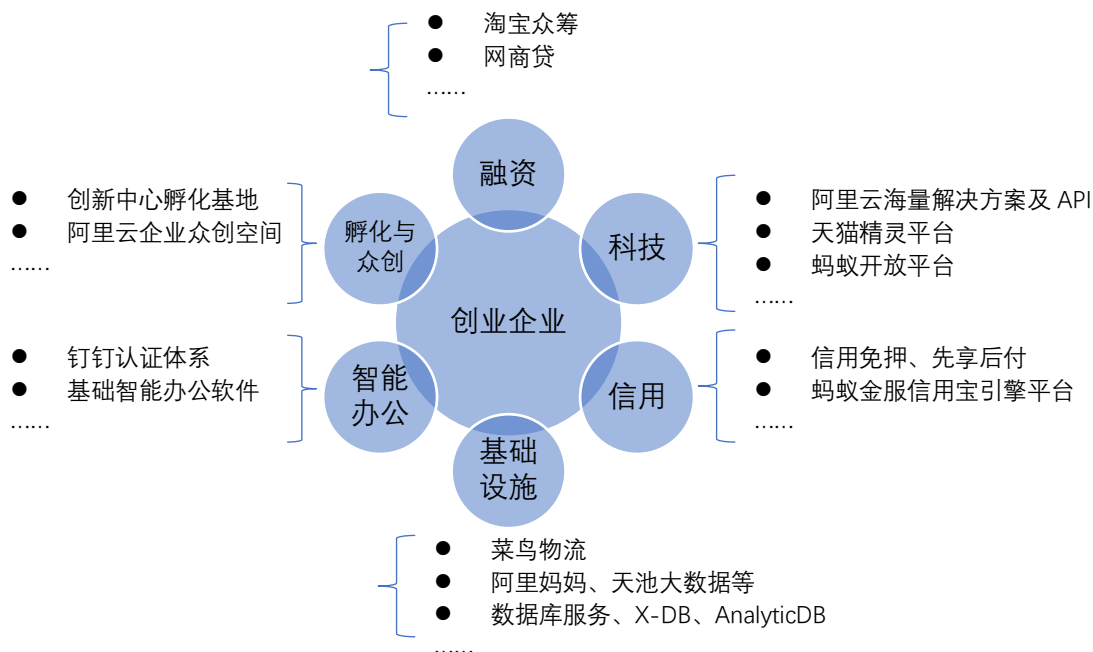 ● 淘宝众筹
● 网商贷
……
融资
● 创新中心孵化基地
● 阿里云企业众创空间
……
孵化与
众创
科技
● 阿里云海量解决方案及 API
● 天猫精灵平台
● 蚂蚁开放平台
……
创业企业
● 钉钉认证体系
● 基础智能办公软件
……
智能
办公
信用
● 信用免押、先享后付
● 蚂蚁金服信用宝引擎平台
……
基础
设施
● 菜鸟物流
● 阿里妈妈、天池大数据等
● 数据库服务、X-DB、AnalyticDB
……